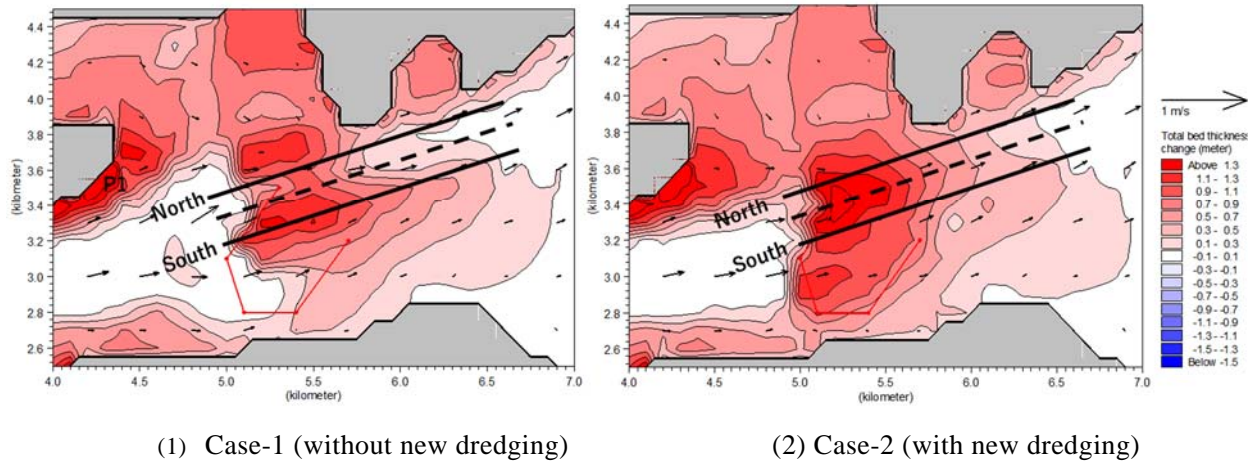 4.4
4.2
4.0
3.8
3.6
3.4
3.2
3.0
2.8
2.6
(kilometer)
4.0 4.5 5.0 5.5 6.0 6.5 7.0
(kilometer)
P1
North
South
4.4
4.2
4.0
3.8
3.6
3.4
3.2
3.0
2.8
2.6
(kilometer)
4.0 4.5 5.0 5.5 6.0 6.5 7.0
(kilometer)
North
South
1 m/s
Total bed thickness
change (meter)
Above 1.3
1.1 - 1.3
0.9 - 1.1
0.7 - 0.9
0.5 - 0.7
0.3 - 0.5
0.1 - 0.3
-0.1 - 0.1
-0.3 - -0.1
-0.5 - -0.3
-0.7 - -0.5
-0.9 - -0.7
-1.1 - -0.9
-1.3 - -1.1
-1.5 - -1.3
Below -1.5
(1) Case-1 (without new dredging)
(2) Case-2 (with new dredging)